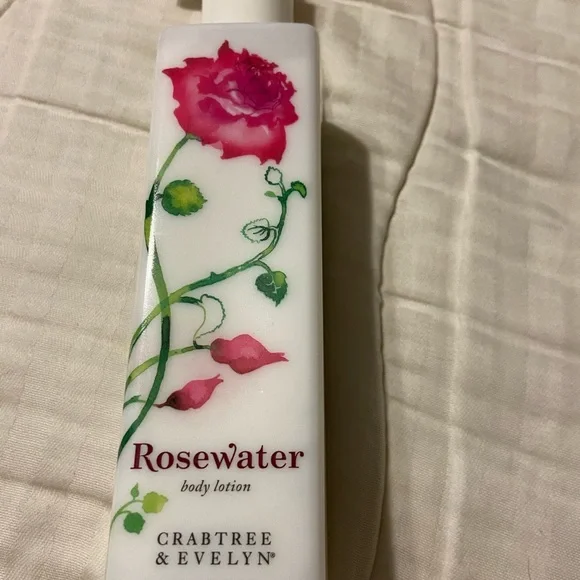 Rosewater
body lotion
CRABTREE
& EVELYN®